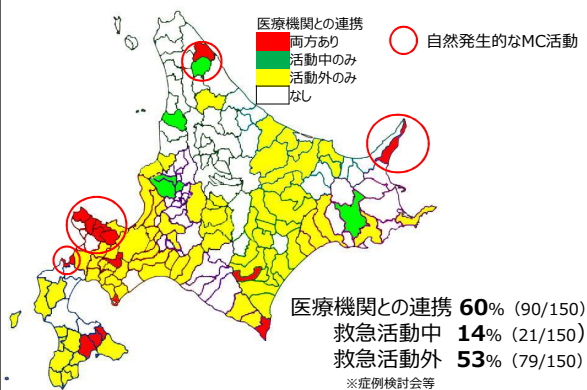 医療機関との連携
両方あり
活動中のみ
活動外のみ
なし
自然発生的なMC活動
医療機関との連携 60% (90/150)
救急活動中 14% (21/150)
救急活動外 53% (79/150)
※症例検討会等